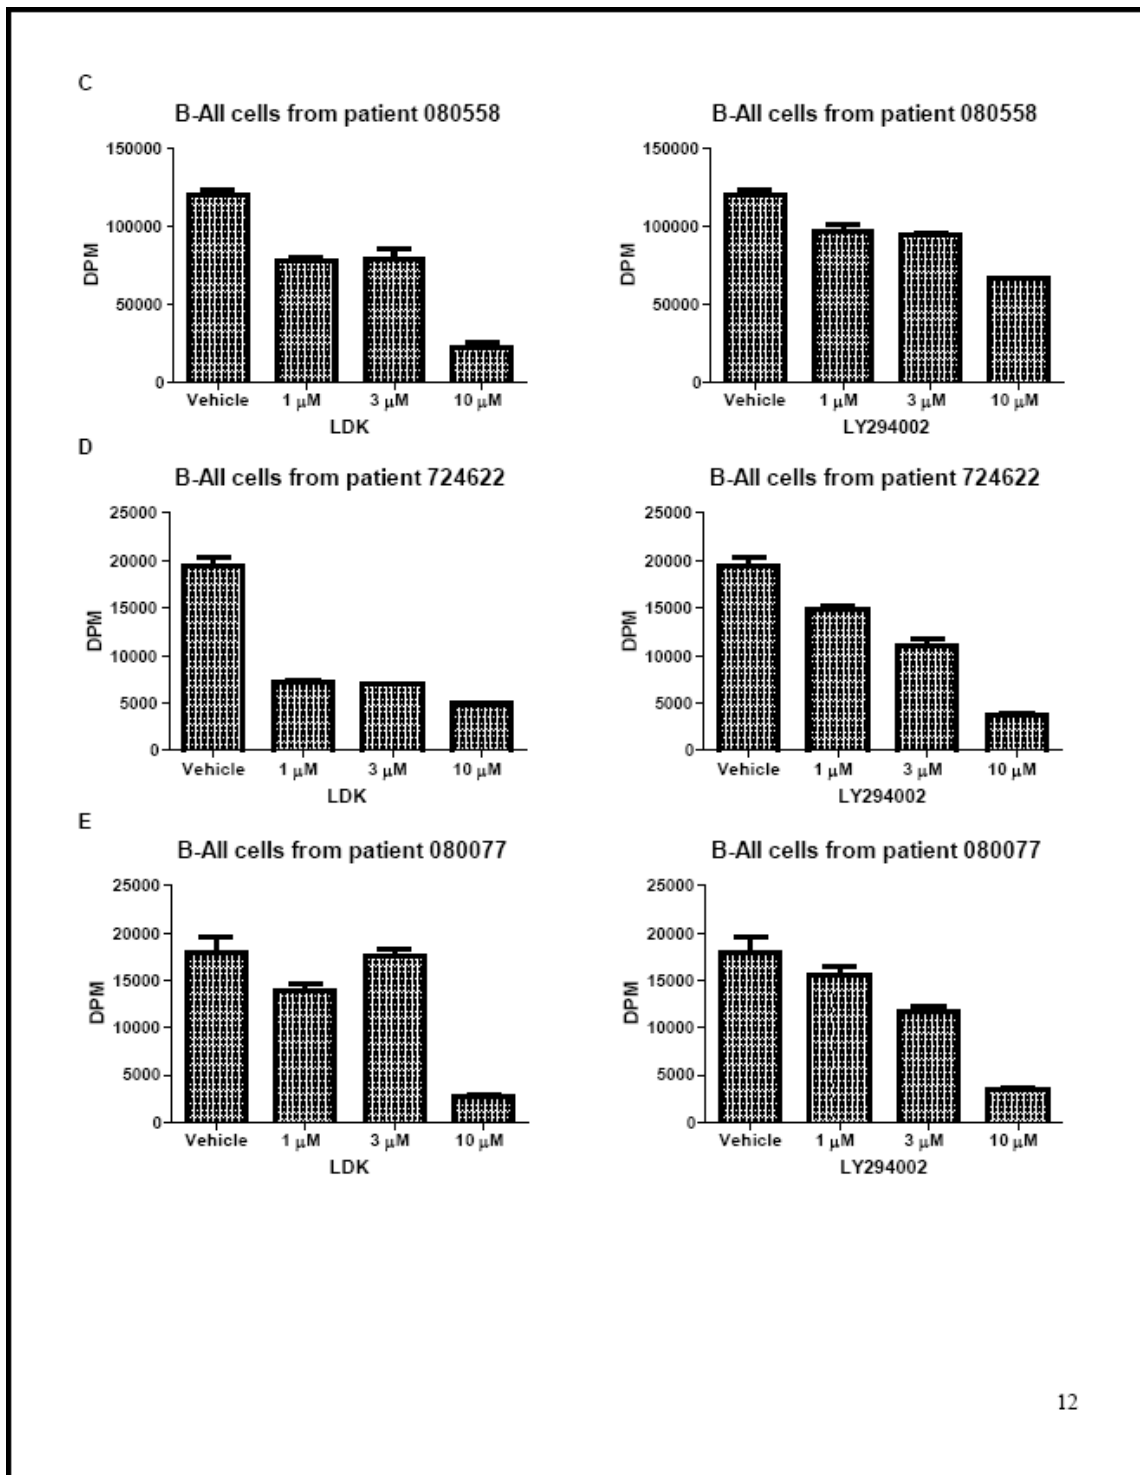 C
B-All cells from patient 080558
B-All cells from patient 080558
150000
100000
50000
0
DPM
Vehicle 1 µM 3 µM 10 µM
LDK
150000
100000
50000
0
DPM
Vehicle 1 µM 3 µM 10 µM
LY294002
D
B-All cells from patient 724622
B-All cells from patient 724622
25000
20000
15000
10000
5000
0
DPM
Vehicle 1 µM 3 µM 10 µM
LDK
25000
20000
15000
10000
5000
0
DPM
Vehicle 1 µM 3 µM 10 µM
LY294002
E
B-All cells from patient 080077
B-All cells from patient 080077
25000
20000
15000
10000
5000
0
DPM
Vehicle 1 µM 3 µM 10 µM
LDK
25000
20000
15000
10000
5000
0
DPM
Vehicle 1 µM 3 µM 10 µM
LY294002
12